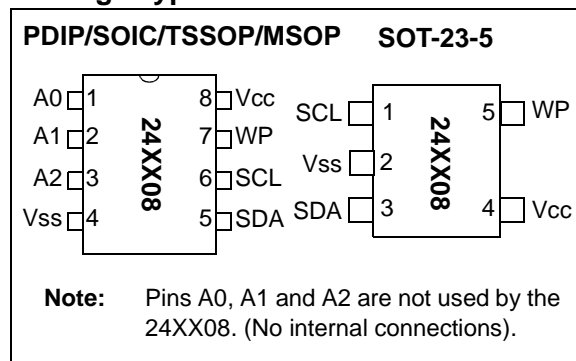 PDIP/SOIC/TSSOP/MSOP SOT-23-5
A0 1 8 Vcc
A1 2 7 WP
A2 3 6 SCL
Vss 4 5 SDA
24XX08
SCL 1 5 WP
Vss 2
SDA 3 4 Vcc
24XX08
Note: Pins A0, A1 and A2 are not used by the
24XX08. (No internal connections).